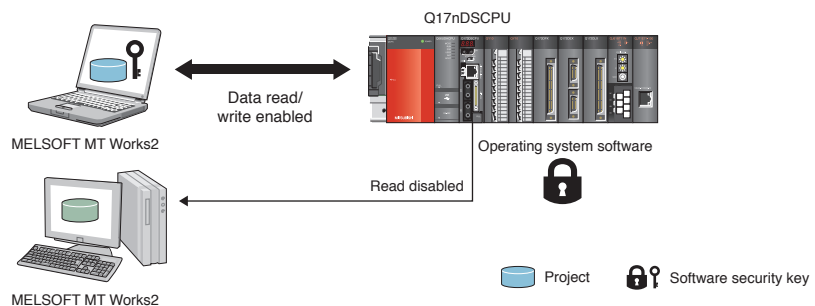 Q17nDSCPU
Data read/
write enabled
MELSOFT MT Works2
Operating system software
Read disabled
MELSOFT MT Works2
Project
Software security key